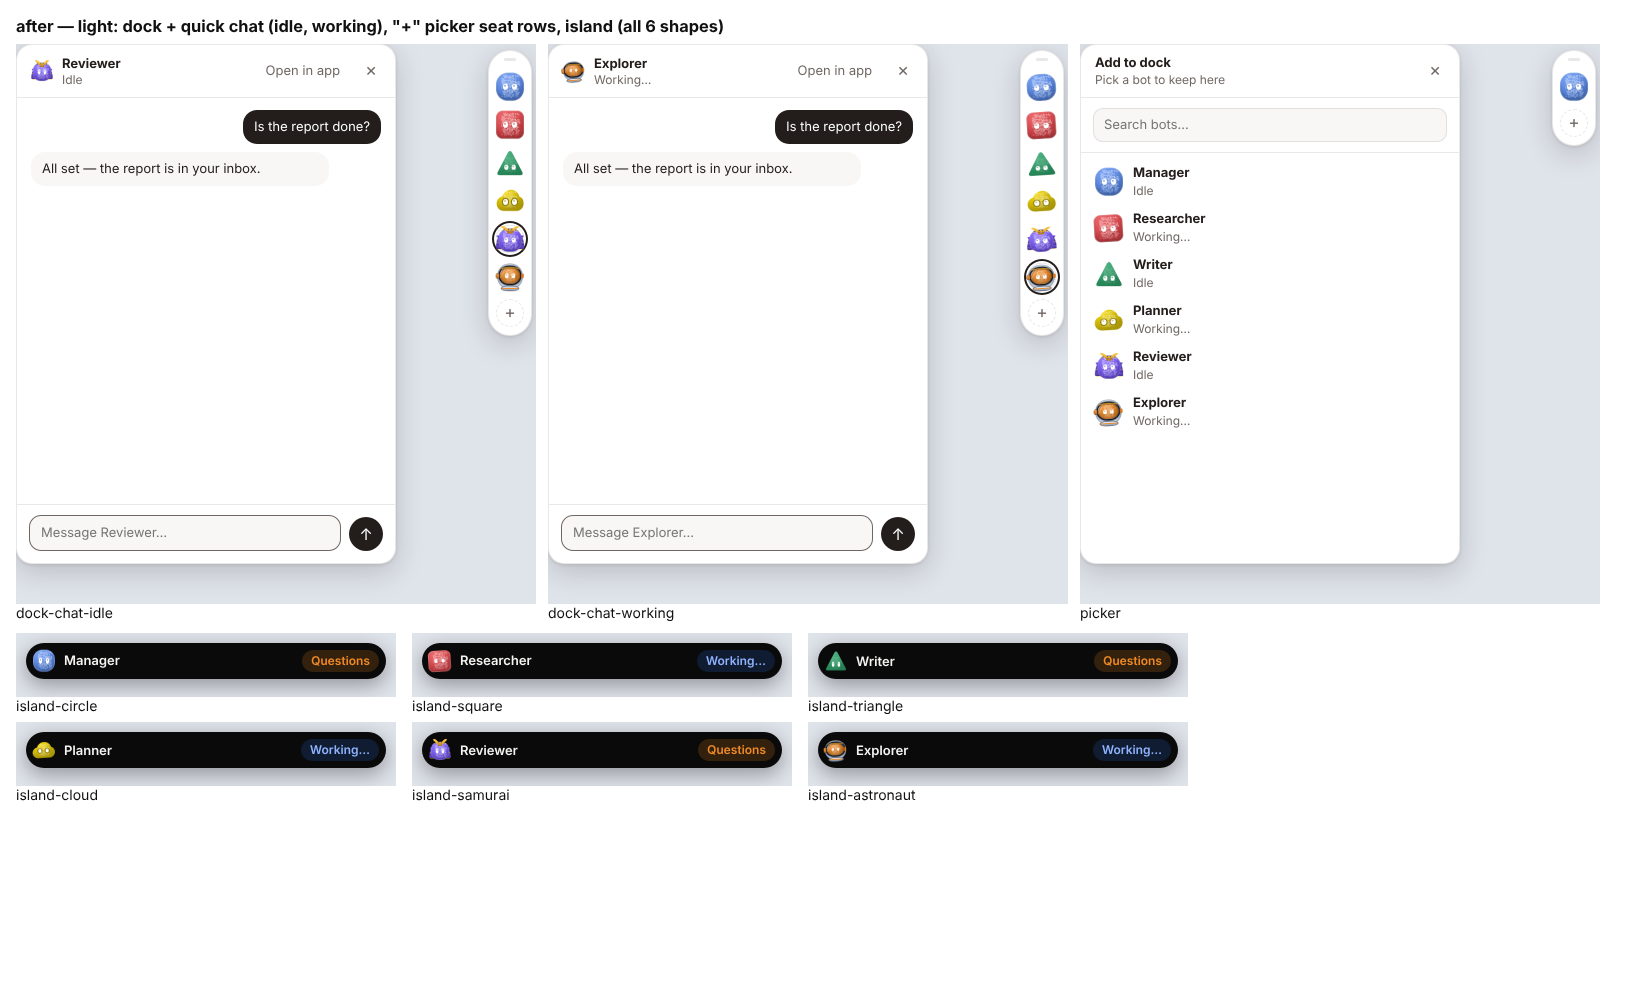 after — light: dock + quick chat (idle, working), "+" picker seat rows, island (all 6 shapes)
Reviewer
Idle
Open in app
×
Is the report done?
All set — the report is in your inbox.
Message Reviewer...
↑
+
dock-chat-idle
Explorer
Working...
Open in app
×
Is the report done?
All set — the report is in your inbox.
Message Explorer...
↑
+
dock-chat-working
Add to dock
Pick a bot to keep here
×
Search bots...
Manager
Idle
Researcher
Working...
Writer
Idle
Planner
Working...
Reviewer
Idle
Explorer
Working...
+
picker
Manager Questions
island-circle
Researcher Working...
island-square
Writer Questions
island-triangle
Planner Working...
island-cloud
Reviewer Questions
island-samurai
Explorer Working...
island-astronaut